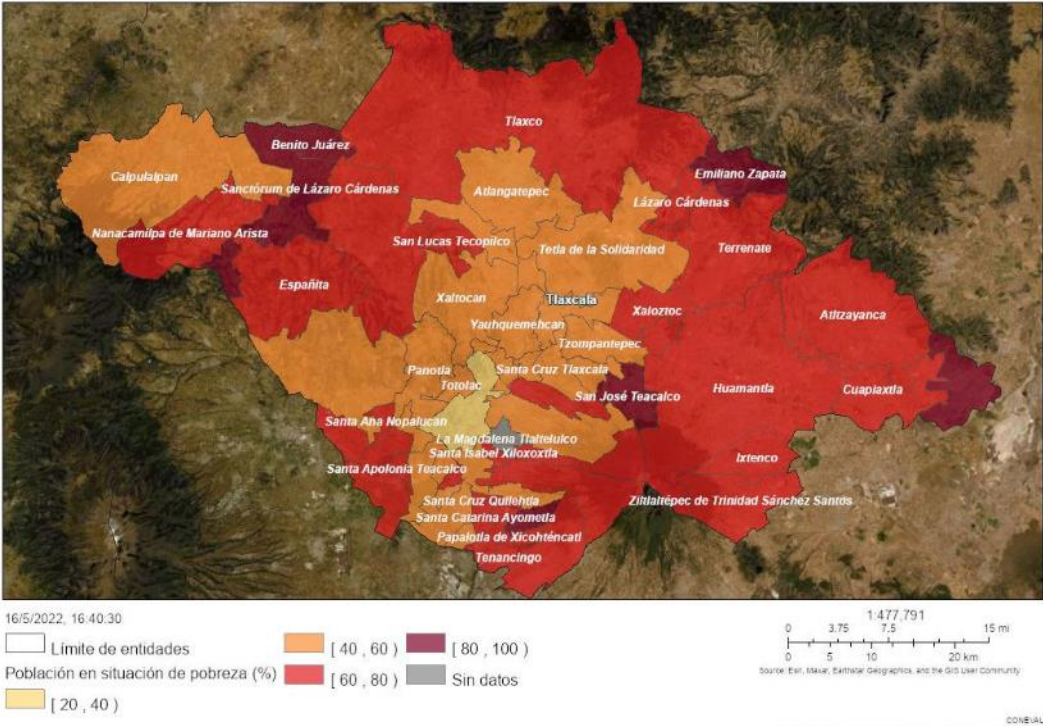 Tlaxco
Benito Juárez
Calpulalpan
Emiliano Zapata
Sanctórum de Lázaro Cárdenas
Atlangatepec
Lázaro Cárdenas
Nanacamilpa de Mariano Arista
San Lucas Tecopilco
Tetla de la Solidaridad
Terrenate
Españita
Xaltocan
Tlaxcala
Xaloztoc
Atltzayanca
Yauhquemehcan
Tzompantepec
Panotla
Santa Cruz Tlaxcala
Totolac
San José Teacalco
Huamantla
Cuapiaxtla
Santa Ana Nopalucan
La Magdalena Tlaltelulco
Santa Isabel Xiloxoxtla
Ixtenco
Santa Apolonia Teacalco
Santa Cruz Quilehtla
Ziltlaltépec de Trinidad Sánchez Santos
Santa Catarina Ayometla
Papalotla de Xicohténcatl
Tenancingo
16/5/2022, 16:40:30
Límite de entidades
Población en situación de pobreza (%)
[ 20 , 40 )
[ 40 , 60 )
[ 60 , 80 )
[ 80 , 100 )
Sin datos
1:477,791
0 3.75 7.5 15 mi
0 5 10 20 km
Source: Esri, Maxar, Earthstar Geographics, and the GIS User Community
CONEVAL